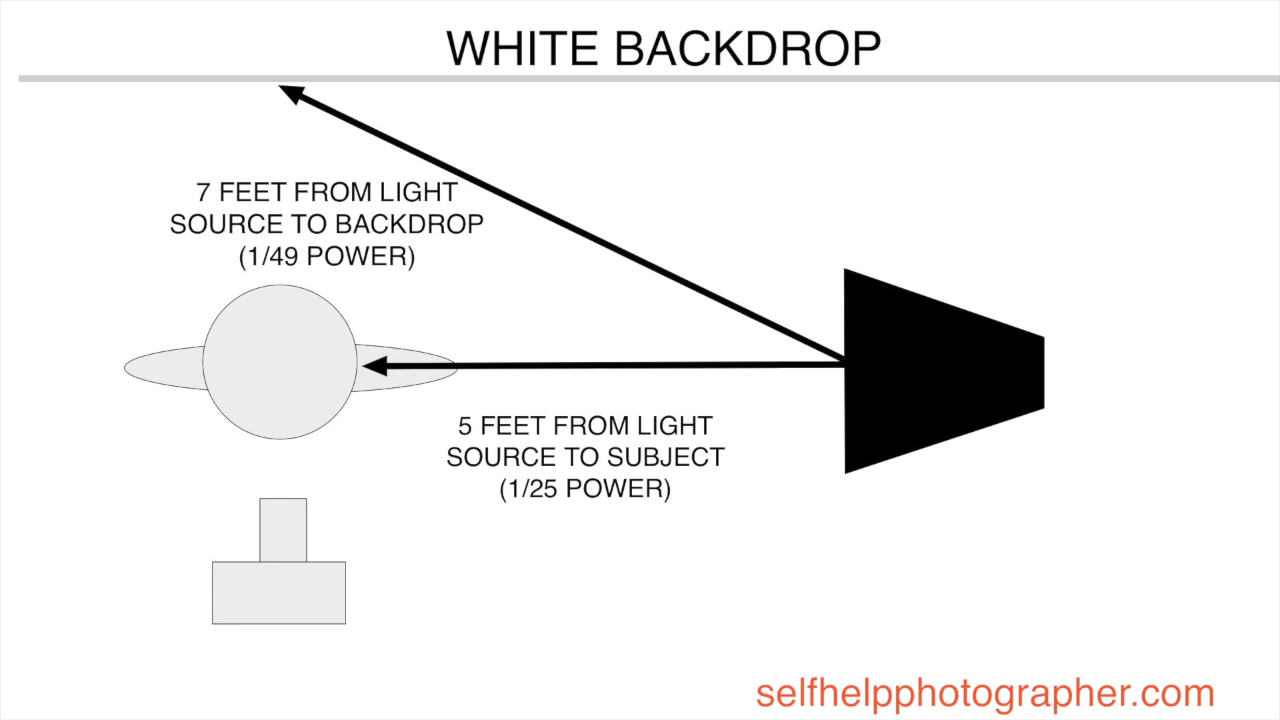 WHITE BACKDROP
7 FEET FROM LIGHT
SOURCE TO BACKDROP
(1/49 POWER)
5 FEET FROM LIGHT
SOURCE TO SUBJECT
(1/25 POWER)
selfhelpphotographer.com